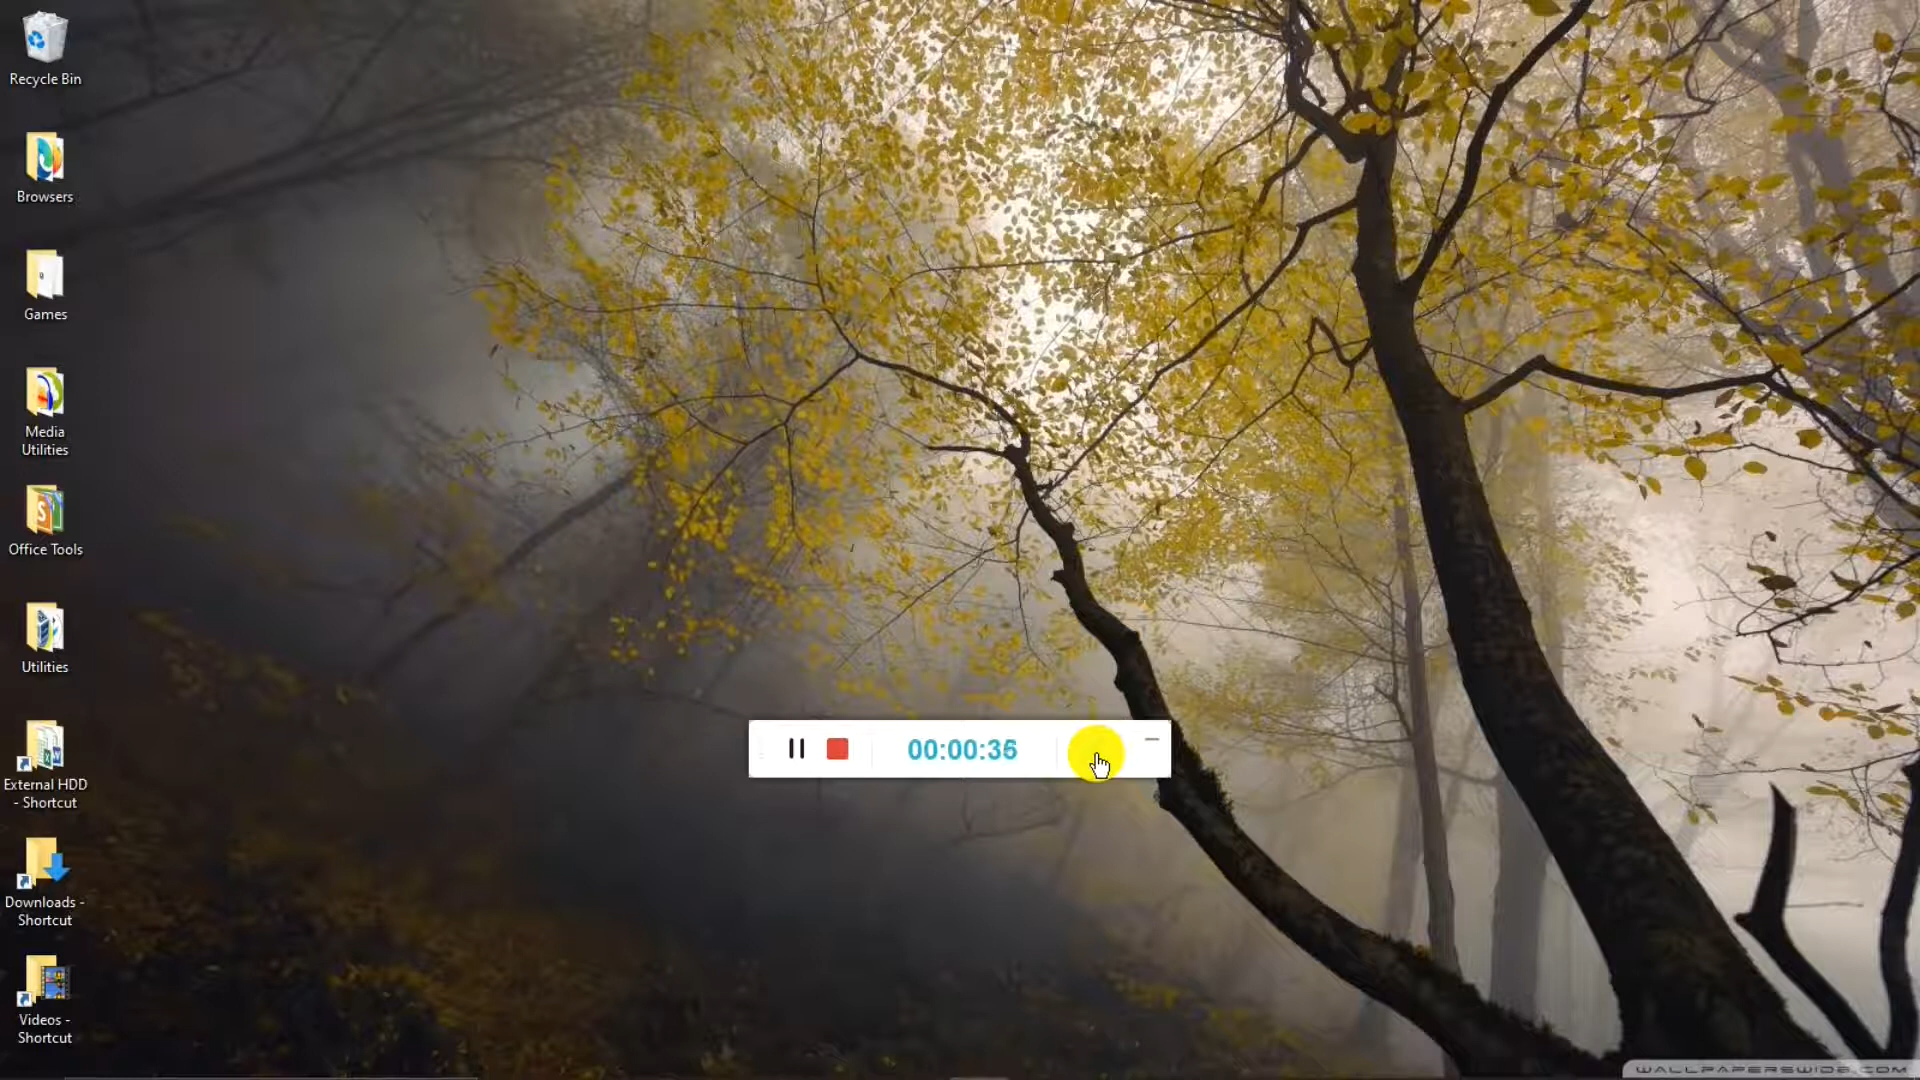 Recycle Bin
Browsers
Games
Media
Utilities
Office Tools
Utilities
External HDD
- Shortcut
Downloads -
Shortcut
Videos -
Shortcut
00:00:35
WALLPAPERSWIDE.COM